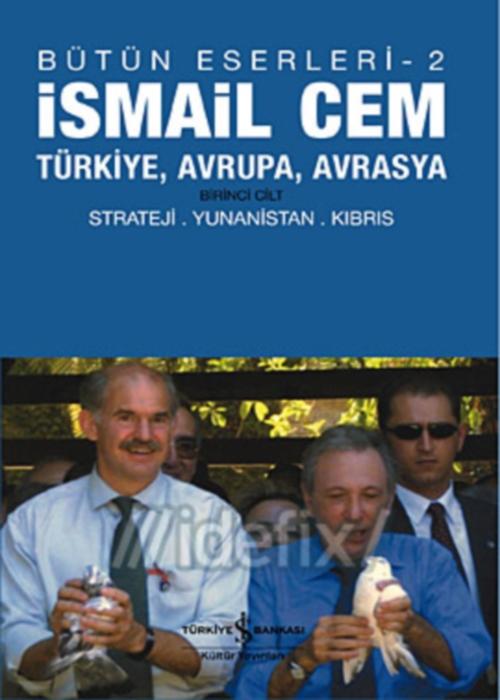 BÜTÜN ESERLERİ - 2
İSMAİL CEM
TÜRKİYE, AVRUPA, AVRASYA
BİRİNCİ CİLT
STRATEJİ . YUNANİSTAN . KIBRIS
///idefix/
TÜRKİYE İŞ BANKASI
Kültür Yayınları